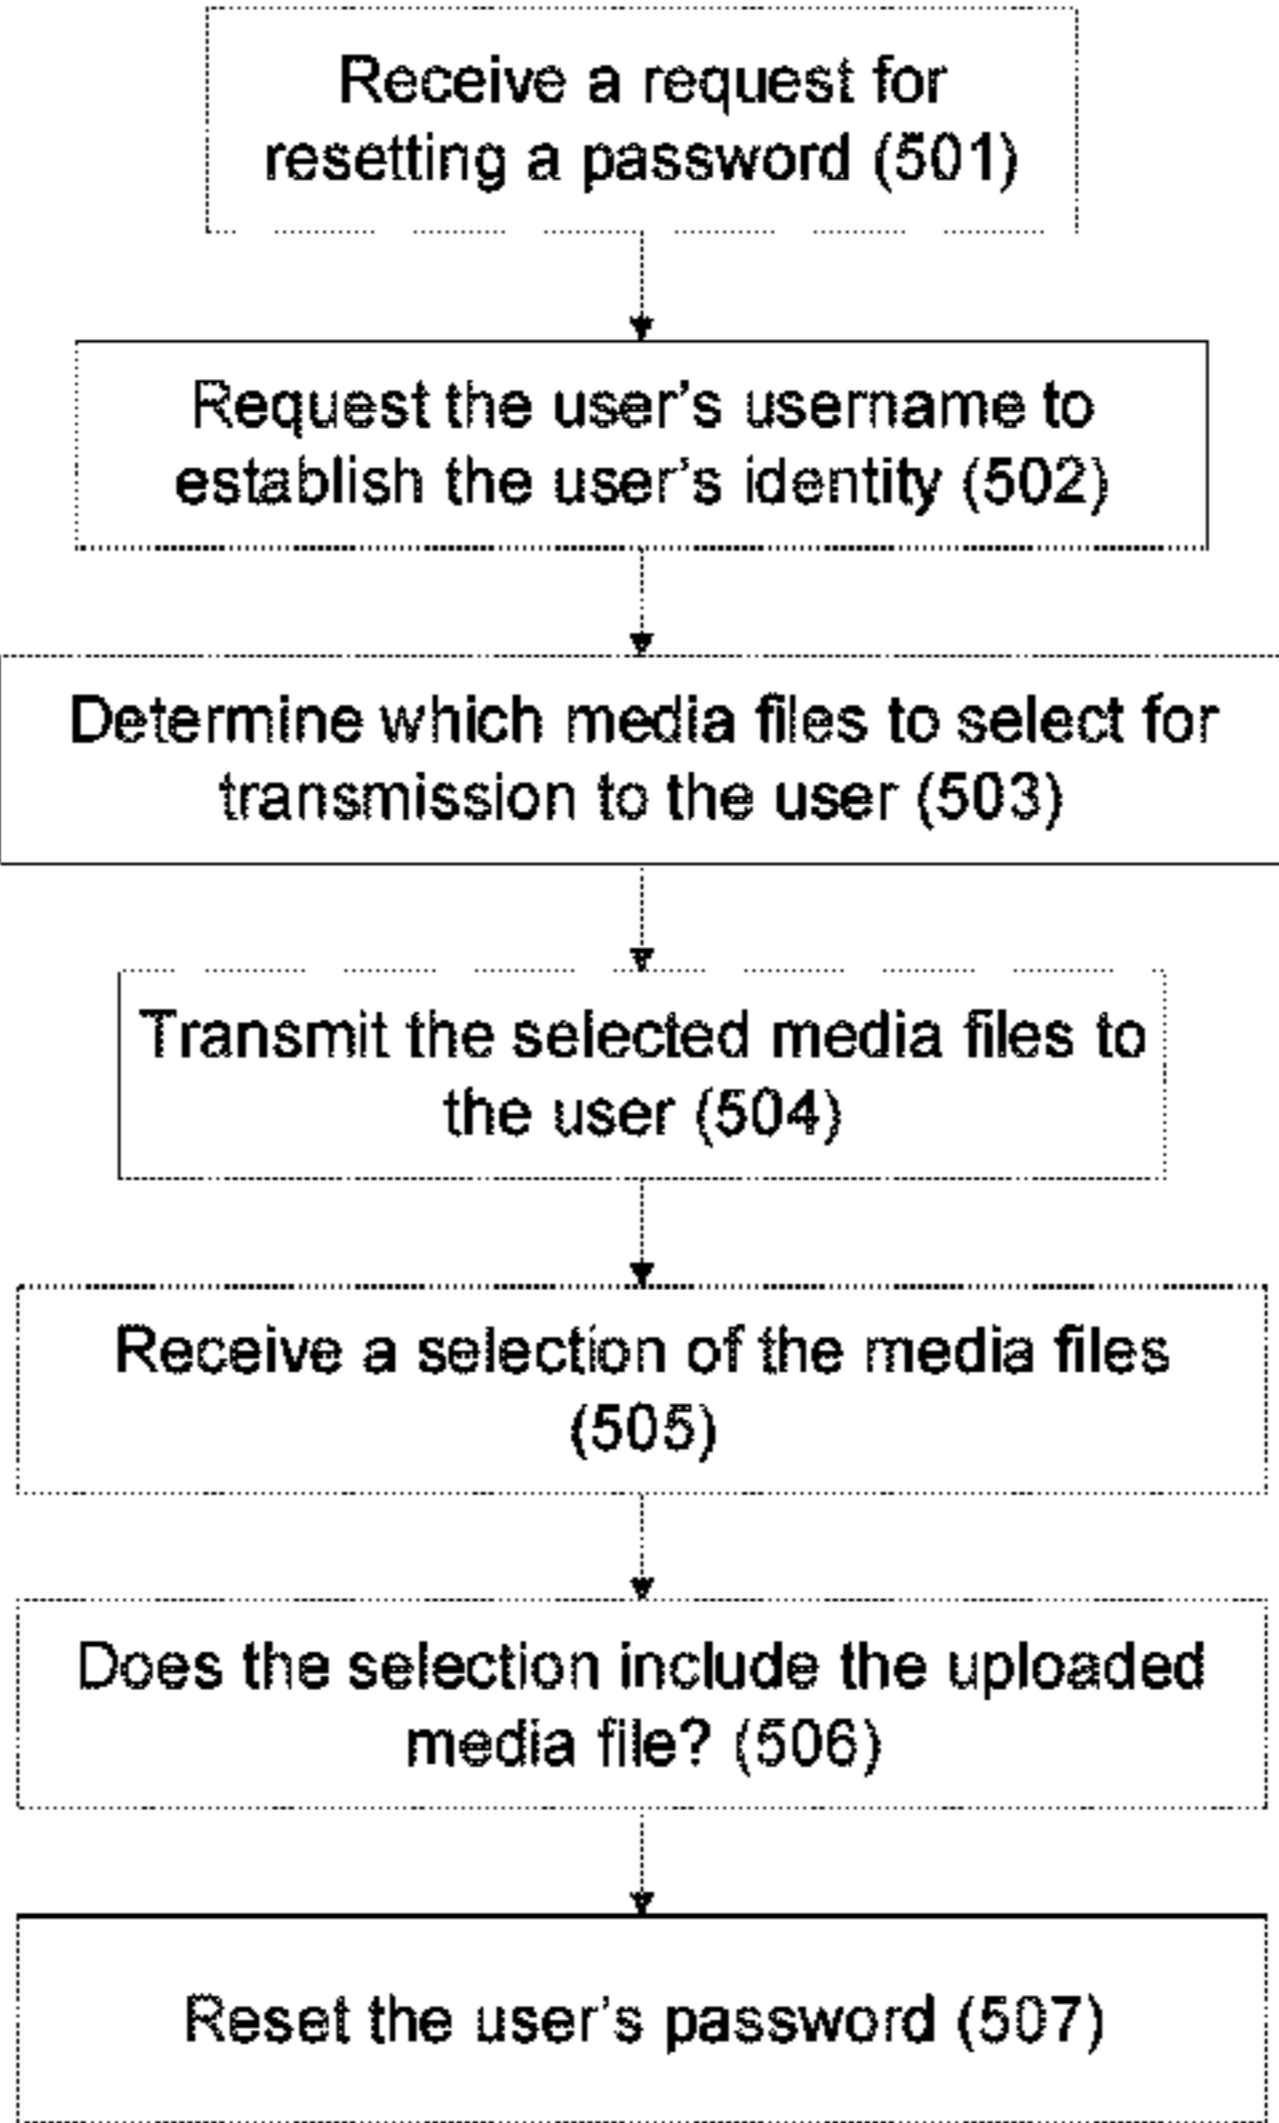 Receive a request for
resetting a password (501)
Request the user's username to
establish the user's identity (502)
Determine which media files to select for
transmission to the user (503)
Transmit the selected media files to
the user (504)
Receive a selection of the media files
(505)
Does the selection include the uploaded
media file? (506)
Reset the user's password (507)